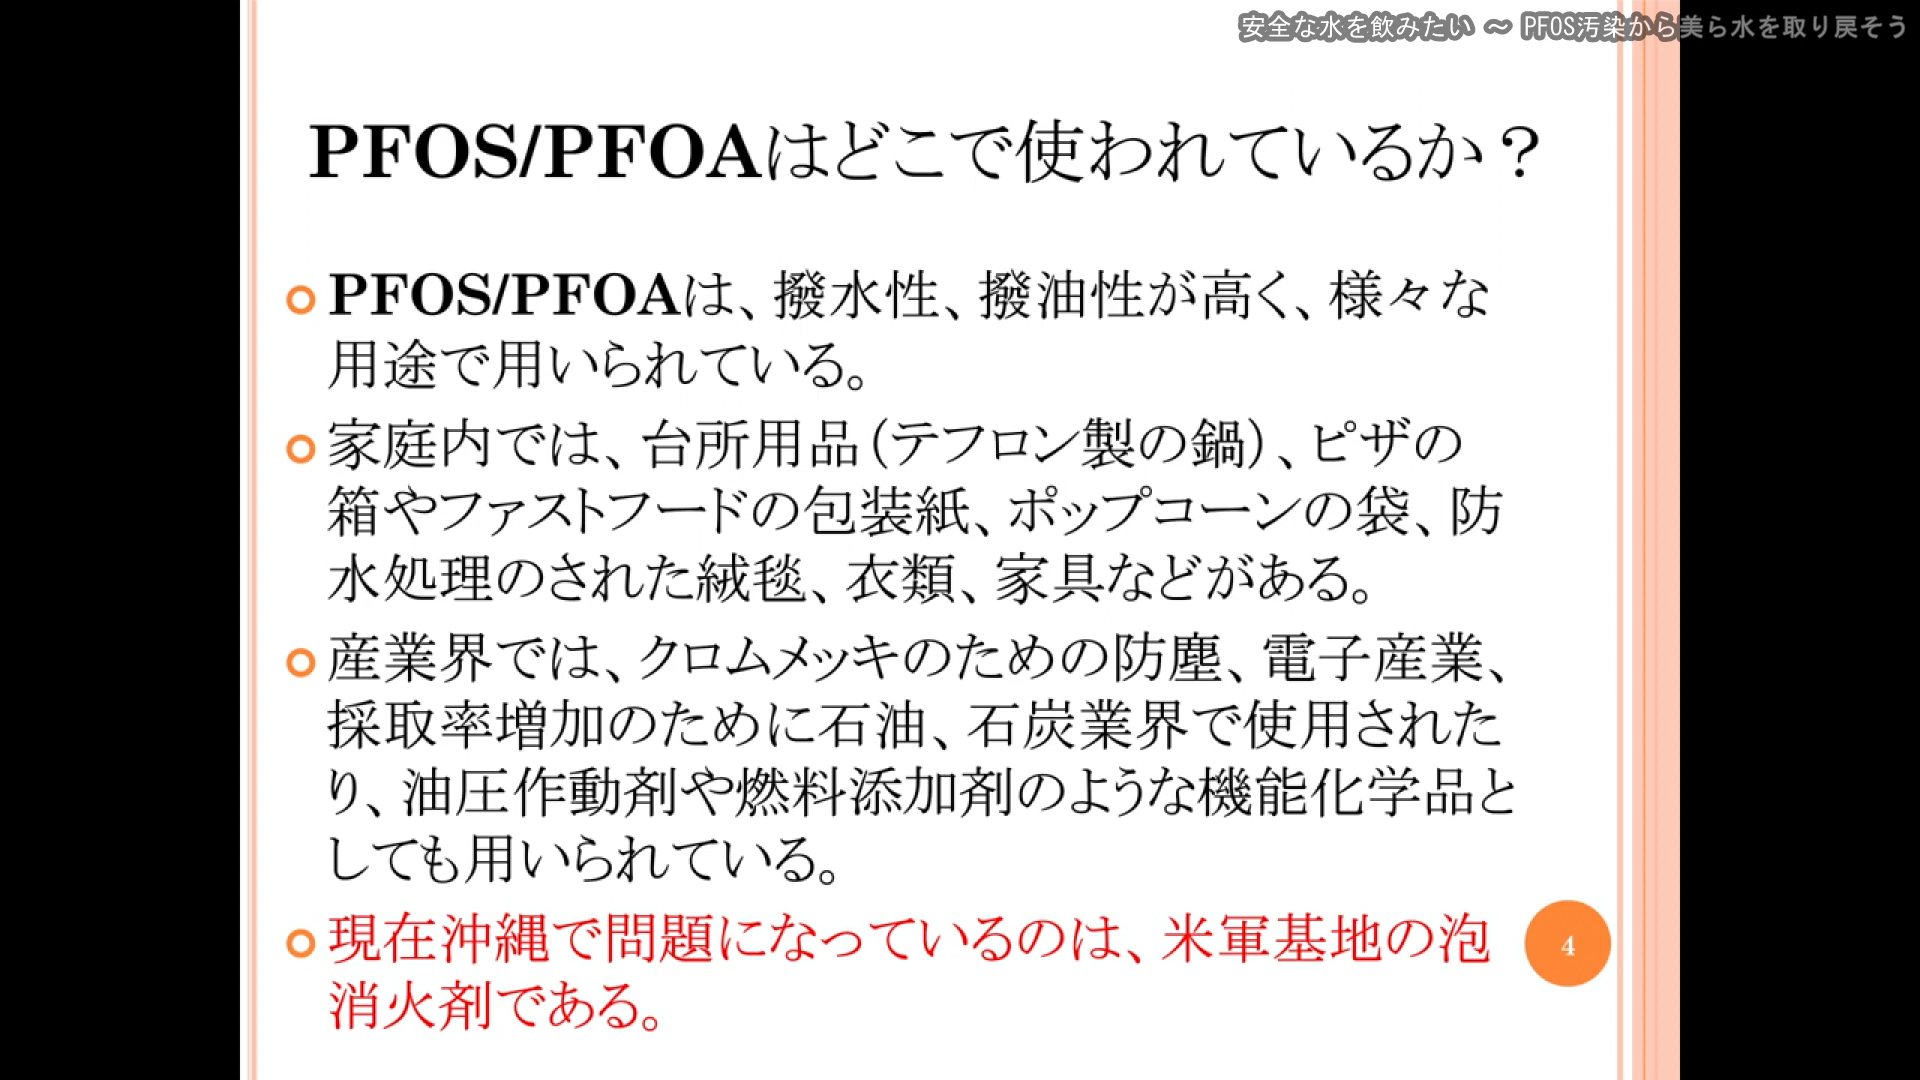 安全な水を飲みたい ～ PFOS汚染から美ら水を取り戻そう
PFOS/PFOAはどこで使われているか？
PFOS/PFOAは、撥水性、撥油性が高く、様々な
用途で用いられている。
家庭内では、台所用品（テフロン製の鍋）、ピザの
箱やファストフードの包装紙、ポップコーンの袋、防
水処理のされた絨毯、衣類、家具などがある。
産業界では、クロムメッキのための防塵、電子産業、
採取率増加のために石油、石炭業界で使用された
り、油圧作動剤や燃料添加剤のような機能化学品と
しても用いられている。
現在沖縄で問題になっているのは、米軍基地の泡
消火剤である。
4